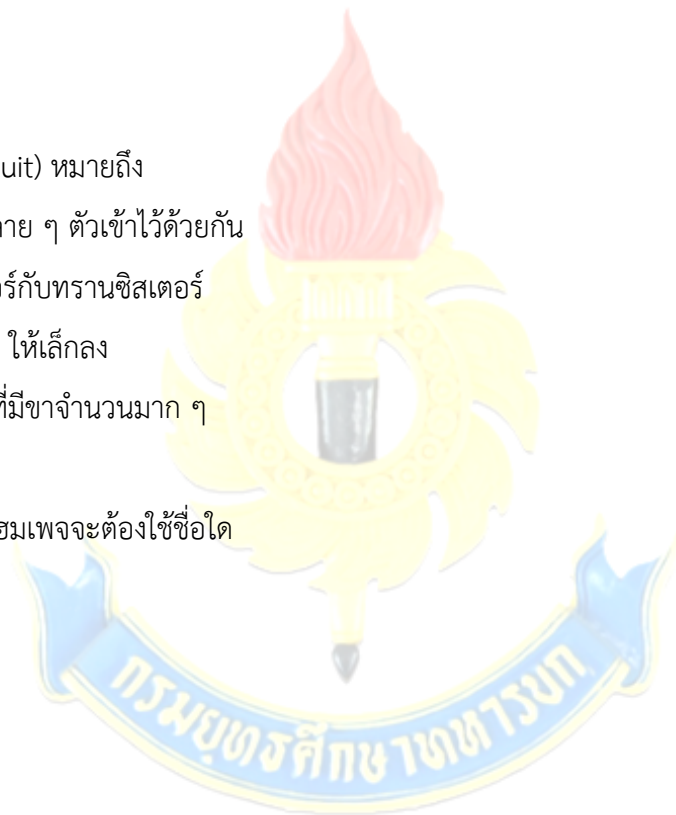 uit) หมายถึง
าย ๆ ตัวเข้าไว้ด้วยกัน
อร์กับทรานซิสเตอร์
ให้เล็กลง
ที่มีขาจำนวนมาก ๆ
ฮมเพจจะต้องใช้ชื่อใด
กรมยุทธศึกษาทหารบก